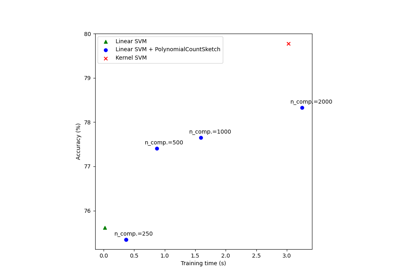 80
Linear SVM
Linear SVM + PolynomialCountSketch
Kernel SVM
79
n_comp.=2000
78
n_comp.=1000
n_comp.=500
77
76
n_comp.=250
Accuracy (%)
0.0 0.5 1.0 1.5 2.0 2.5 3.0
Training time (s)